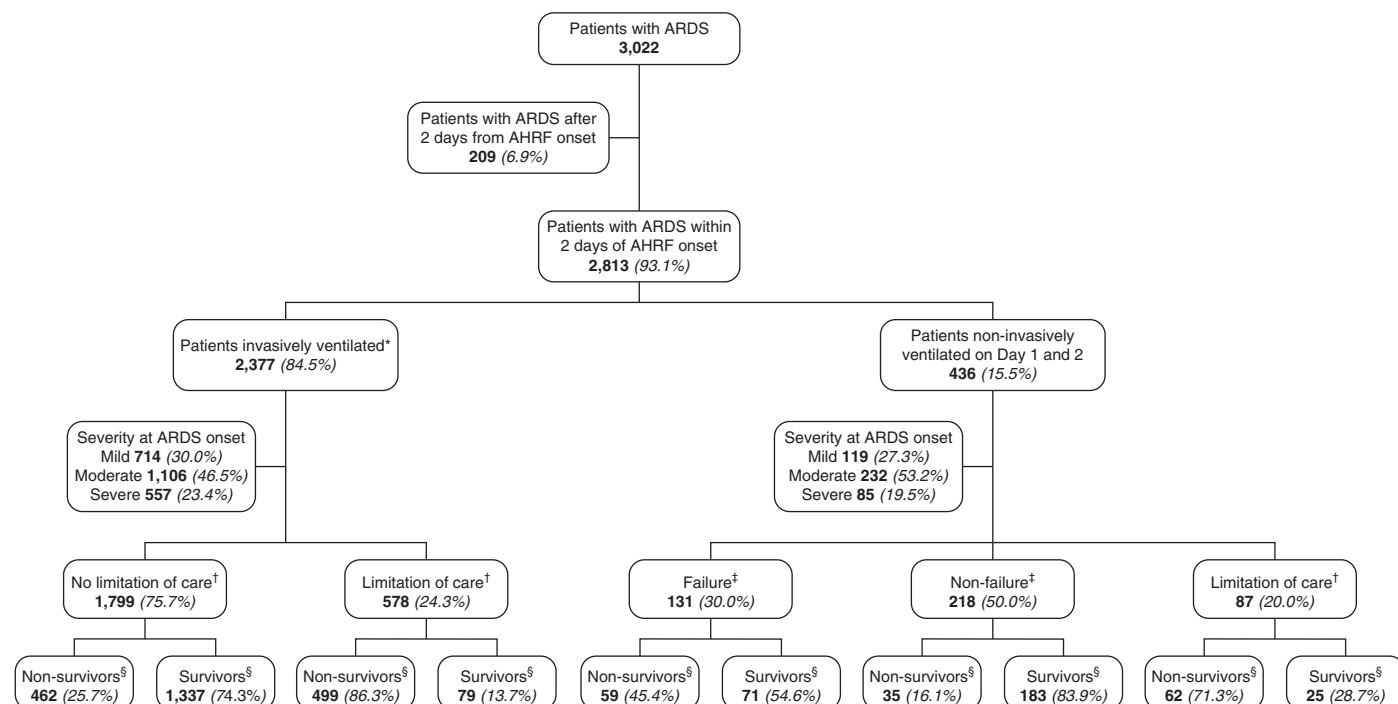 Patients with ARDS
3,022
Patients with ARDS after
2 days from AHRF onset
209 (6.9%)
Patients with ARDS within
2 days of AHRF onset
2,813 (93.1%)
Patients invasively ventilated*
2,377 (84.5%)
Patients non-invasively
ventilated on Day 1 and 2
436 (15.5%)
Severity at ARDS onset
Mild 714 (30.0%)
Moderate 1,106 (46.5%)
Severe 557 (23.4%)
Severity at ARDS onset
Mild 119 (27.3%)
Moderate 232 (53.2%)
Severe 85 (19.5%)
No limitation of care†
1,799 (75.7%)
Limitation of care†
578 (24.3%)
Failure‡
131 (30.0%)
Non-failure‡
218 (50.0%)
Limitation of care†
87 (20.0%)
Non-survivors§
462 (25.7%)
Survivors§
1,337 (74.3%)
Non-survivors§
499 (86.3%)
Survivors§
79 (13.7%)
Non-survivors§
59 (45.4%)
Survivors§
71 (54.6%)
Non-survivors§
35 (16.1%)
Survivors§
183 (83.9%)
Non-survivors§
62 (71.3%)
Survivors§
25 (28.7%)